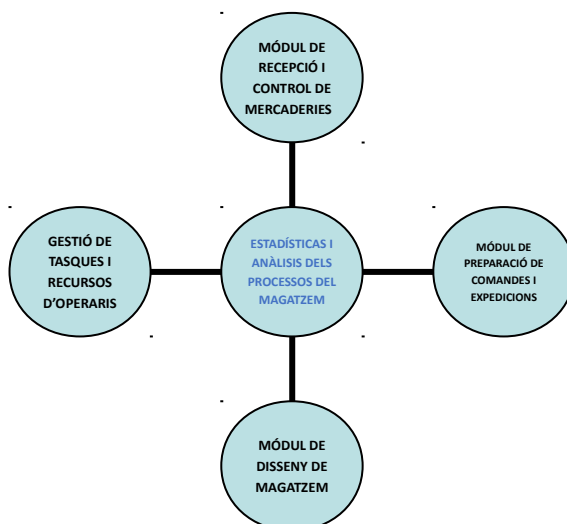 MÓDUL DE
RECEPCIÓ I
CONTROL DE
MERCADERIES
GESTIÓ DE
TASQUES I
RECURSOS
D'OPERARIS
ESTADÍSTICAS I
ANÀLISIS DELS
PROCESSOS DEL
MAGATZEM
MÓDUL DE
PREPARACIÓ DE
COMANDES I
EXPEDICIONS
MÓDUL DE
DISSENY DE
MAGATZEM